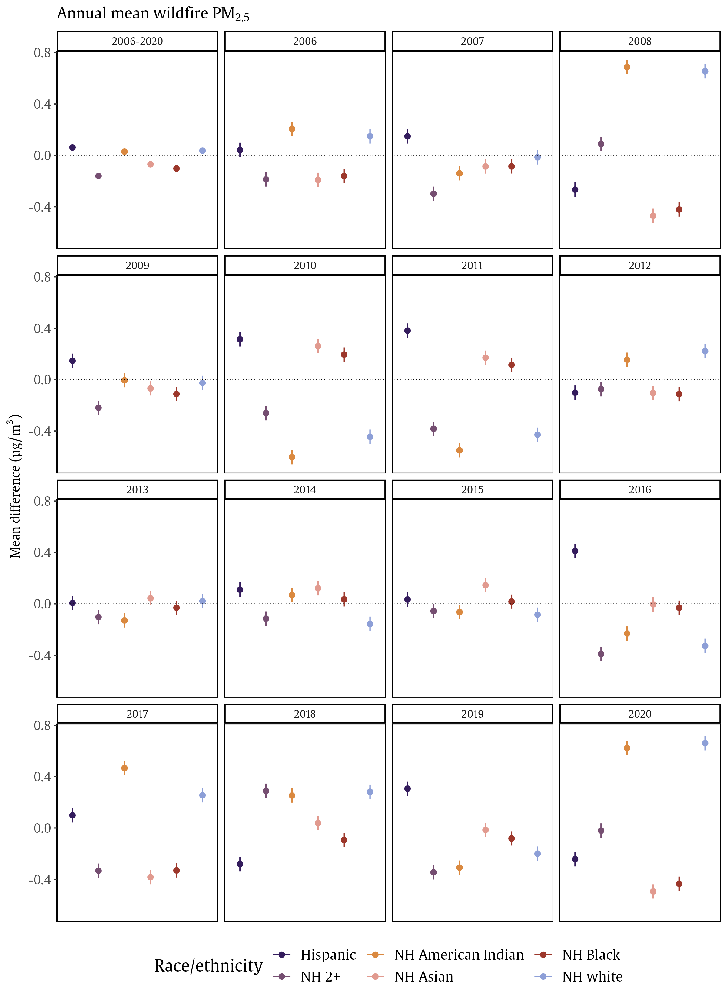 Annual mean wildfire PM2.5
2006-2020 2006 2007 2008
0.8
0.4
0.0
-0.4
2009 2010 2011 2012
0.8
0.4
0.0
-0.4
Mean difference (µg/m³)
2013 2014 2015 2016
0.8
0.4
0.0
-0.4
2017 2018 2019 2020
0.8
0.4
0.0
-0.4
Race/ethnicity
Hispanic NH American Indian NH Black
NH 2+ NH Asian NH white